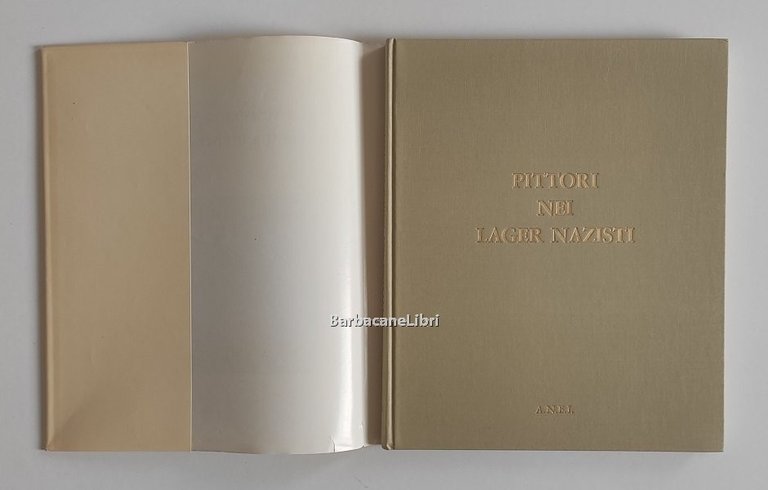 PITTORI
NEI
LAGER NAZISTI
BarbacaneLibri
A.N.E.I.